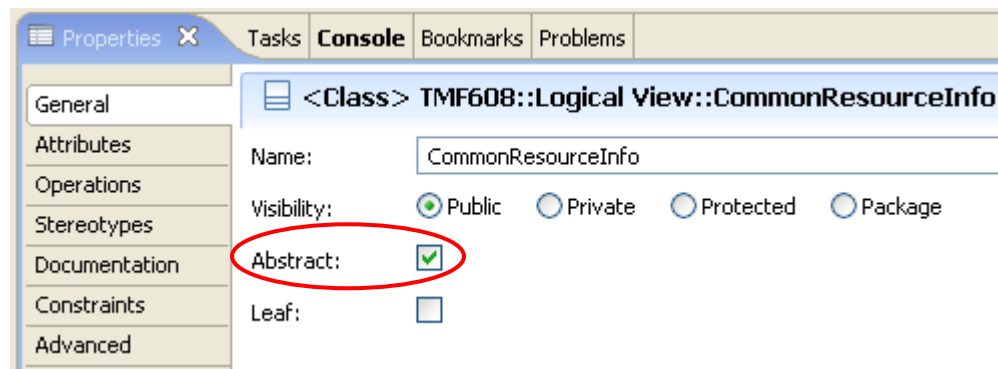 Properties Tasks Console Bookmarks Problems
<Class> TMF608::Logical View::CommonResourceInfo
General
Attributes
Operations
Stereotypes
Documentation
Constraints
Advanced
Name: CommonResourceInfo
Visibility: Public Private Protected Package
Abstract:
Leaf: